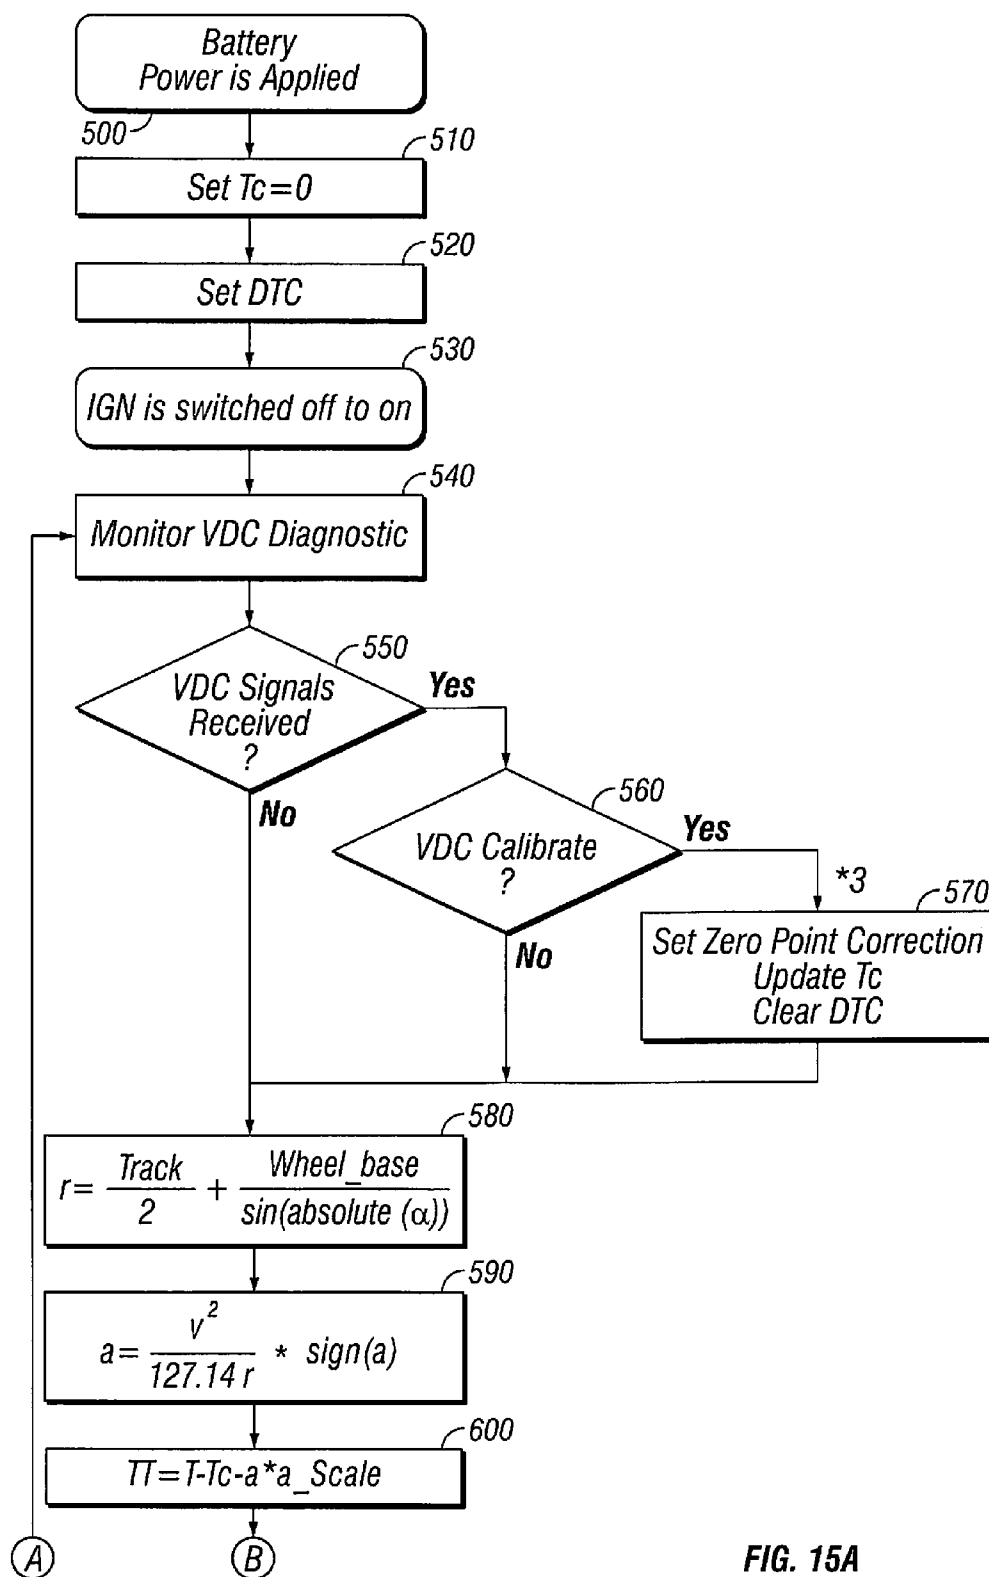 Battery
Power is Applied
500
510
Set Tc=0
520
Set DTC
530
IGN is switched off to on
540
Monitor VDC Diagnostic
550
VDC Signals
Received
?
Yes
No
560
VDC Calibrate
?
Yes
No
*3
570
Set Zero Point Correction
Update Tc
Clear DTC
580
r= Track/2 + Wheel_base/sin(absolute (α))
590
a= v²/127.14 r * sign(a)
600
TT=T-Tc-a*a_Scale
A
B
FIG. 15A